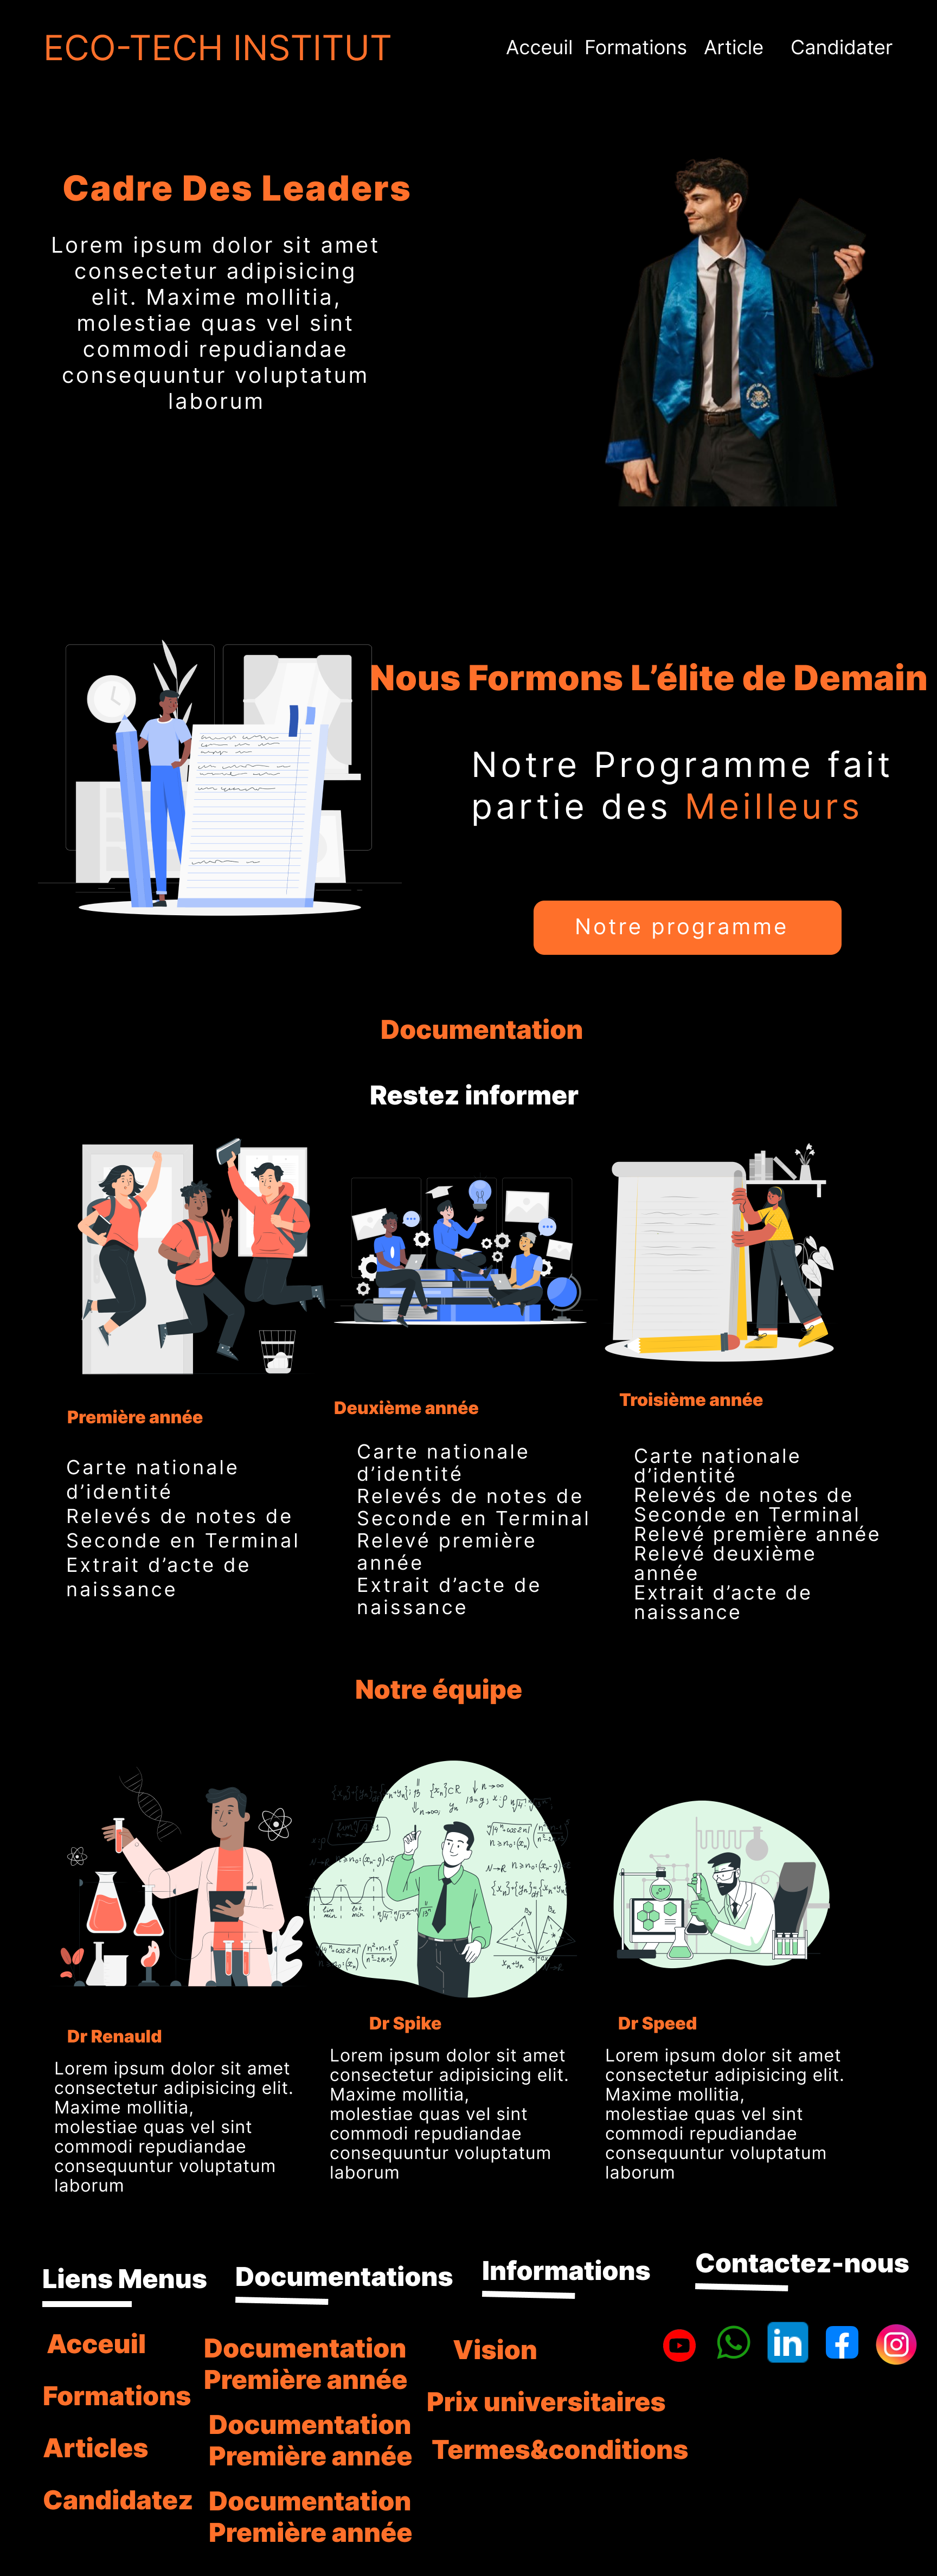 ECO-TECH INSTITUT
Acceuil Formations Article Candidater
Cadre Des Leaders
Lorem ipsum dolor sit amet
consectetur adipisicing
elit. Maxime mollitia,
molestiae quas vel sint
commodi repudiandae
consequuntur voluptatum
laborum
Nous Formons L’élite de Demain
Notre Programme fait
partie des Meilleurs
Notre programme
Documentation
Restez informer
Première année
Carte nationale
d’identité
Relevés de notes de
Seconde en Terminal
Extrait d’acte de
naissance
Deuxième année
Carte nationale
d’identité
Relevés de notes de
Seconde en Terminal
Relevé première
année
Extrait d’acte de
naissance
Troisième année
Carte nationale
d’identité
Relevés de notes de
Seconde en Terminal
Relevé première année
Relevé deuxième
année
Extrait d’acte de
naissance
Notre équipe
Dr Renauld
Lorem ipsum dolor sit amet
consectetur adipisicing elit.
Maxime mollitia,
molestiae quas vel sint
commodi repudiandae
consequuntur voluptatum
laborum
Dr Spike
Lorem ipsum dolor sit amet
consectetur adipisicing elit.
Maxime mollitia,
molestiae quas vel sint
commodi repudiandae
consequuntur voluptatum
laborum
Dr Speed
Lorem ipsum dolor sit amet
consectetur adipisicing elit.
Maxime mollitia,
molestiae quas vel sint
commodi repudiandae
consequuntur voluptatum
laborum
Liens Menus
Acceuil
Formations
Articles
Candidatez
Documentations
Documentation
Première année
Documentation
Première année
Documentation
Première année
Informations
Vision
Prix universitaires
Termes&conditions
Contactez-nous
in